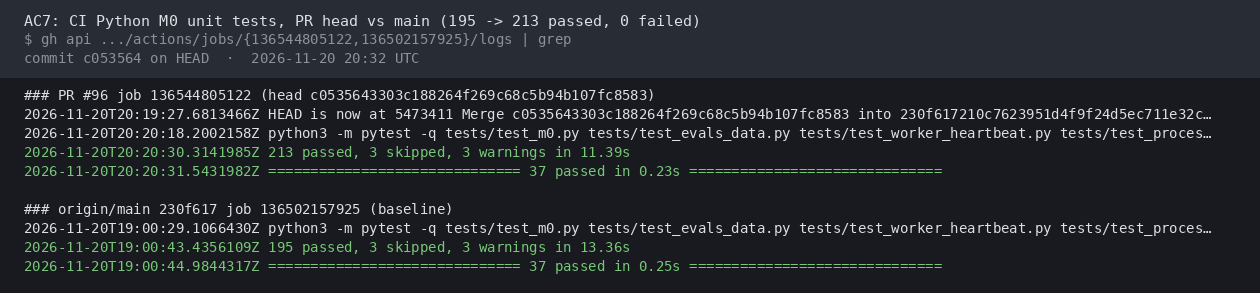 AC7: CI Python M0 unit tests, PR head vs main (195 -> 213 passed, 0 failed)
$ gh api .../actions/jobs/{136544805122,136502157925}/logs | grep
commit c053564 on HEAD  ·  2026-11-20 20:32 UTC
### PR #96 job 136544805122 (head c0535643303c188264f269c68c5b94b107fc8583)
2026-11-20T20:19:27.6813466Z HEAD is now at 5473411 Merge c0535643303c188264f269c68c5b94b107fc8583 into 230f617210c7623951d4f9f24d5ec711e32c…
2026-11-20T20:20:18.2002158Z python3 -m pytest -q tests/test_m0.py tests/test_evals_data.py tests/test_worker_heartbeat.py tests/test_proces…
2026-11-20T20:20:30.3141985Z 213 passed, 3 skipped, 3 warnings in 11.39s
2026-11-20T20:20:31.5431982Z ============================== 37 passed in 0.23s ==============================
### origin/main 230f617 job 136502157925 (baseline)
2026-11-20T19:00:29.1066430Z python3 -m pytest -q tests/test_m0.py tests/test_evals_data.py tests/test_worker_heartbeat.py tests/test_proces…
2026-11-20T19:00:43.4356109Z 195 passed, 3 skipped, 3 warnings in 13.36s
2026-11-20T19:00:44.9844317Z ============================== 37 passed in 0.25s ==============================